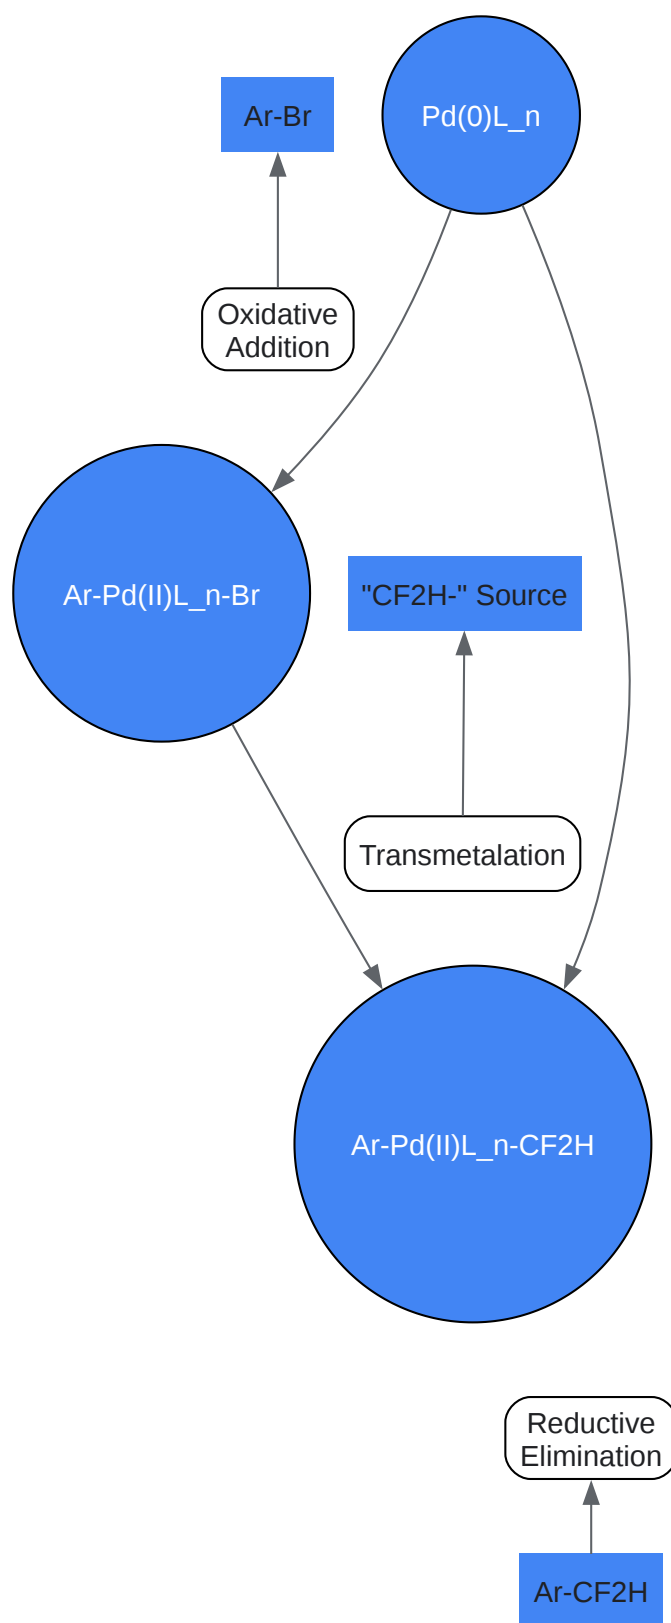 Ar-Br
Pd(0)L_n
Oxidative
Addition
Ar-Pd(II)L_n-Br
"CF2H-" Source
Transmetalation
Ar-Pd(II)L_n-CF2H
Reductive
Elimination
Ar-CF2H